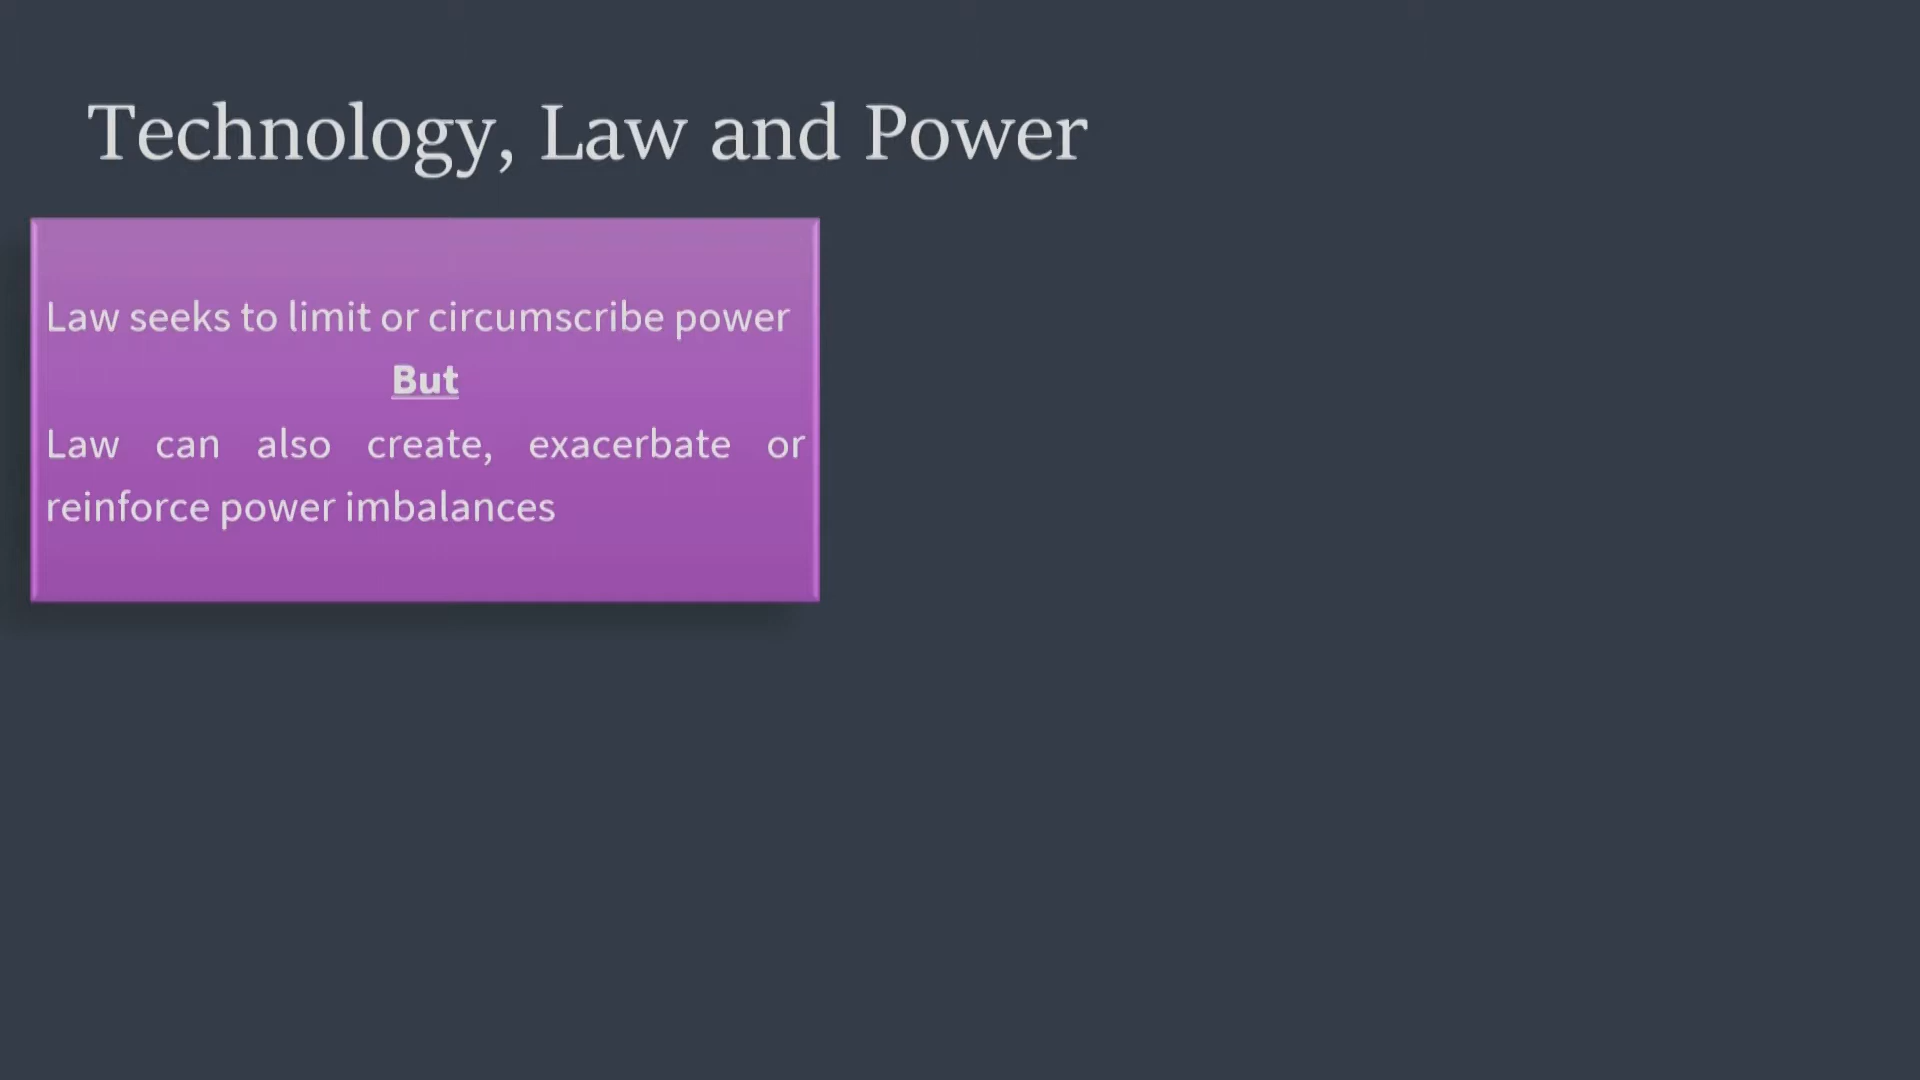 Technology, Law and Power
Law seeks to limit or circumscribe power
But
Law can also create, exacerbate or
reinforce power imbalances